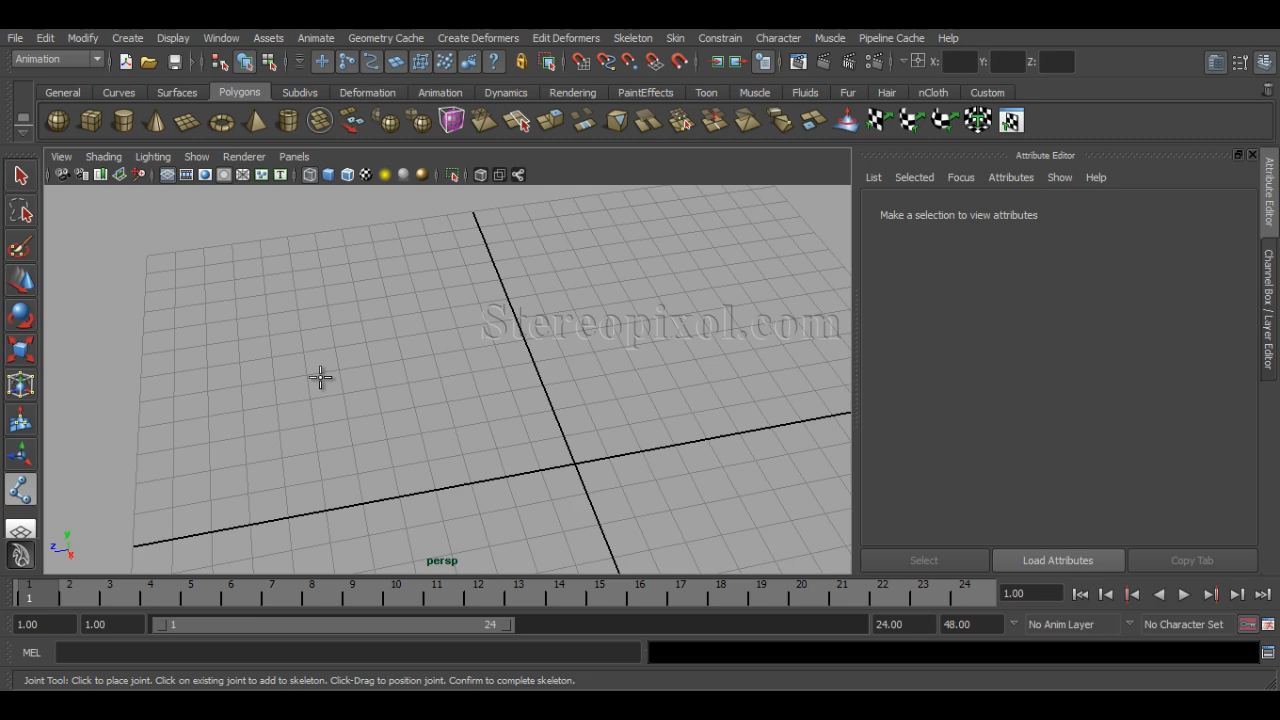 File Edit Modify Create Display Window Assets Animate Geometry Cache Create Deformers Edit Deformers Skeleton Skin Constrain Character Muscle Pipeline Cache Help
Animation X: Y: Z:
General Curves Surfaces Polygons Subdivs Deformation Animation Dynamics Rendering PaintEffects Toon Muscle Fluids Fur Hair nCloth Custom
View Shading Lighting Show Renderer Panels
Attribute Editor
List Selected Focus Attributes Show Help
Make a selection to view attributes
Attribute Editor
Channel Box / Layer Editor
Stereopixol.com
y
z
x
persp
Select Load Attributes Copy Tab
1 2 3 4 5 6 7 8 9 10 11 12 13 14 15 16 17 18 19 20 21 22 23 24
1 1.00
1.00 1.00 1 24 24.00 48.00 No Anim Layer No Character Set
MEL
Joint Tool: Click to place joint. Click on existing joint to add to skeleton. Click-Drag to position joint. Confirm to complete skeleton.